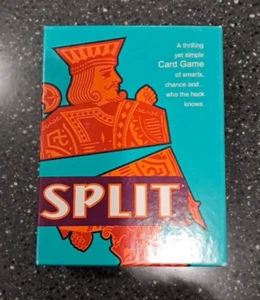 A thrilling
yet simple
Card Game
of smarts,
chance and...
who the heck
knows.
SPLIT